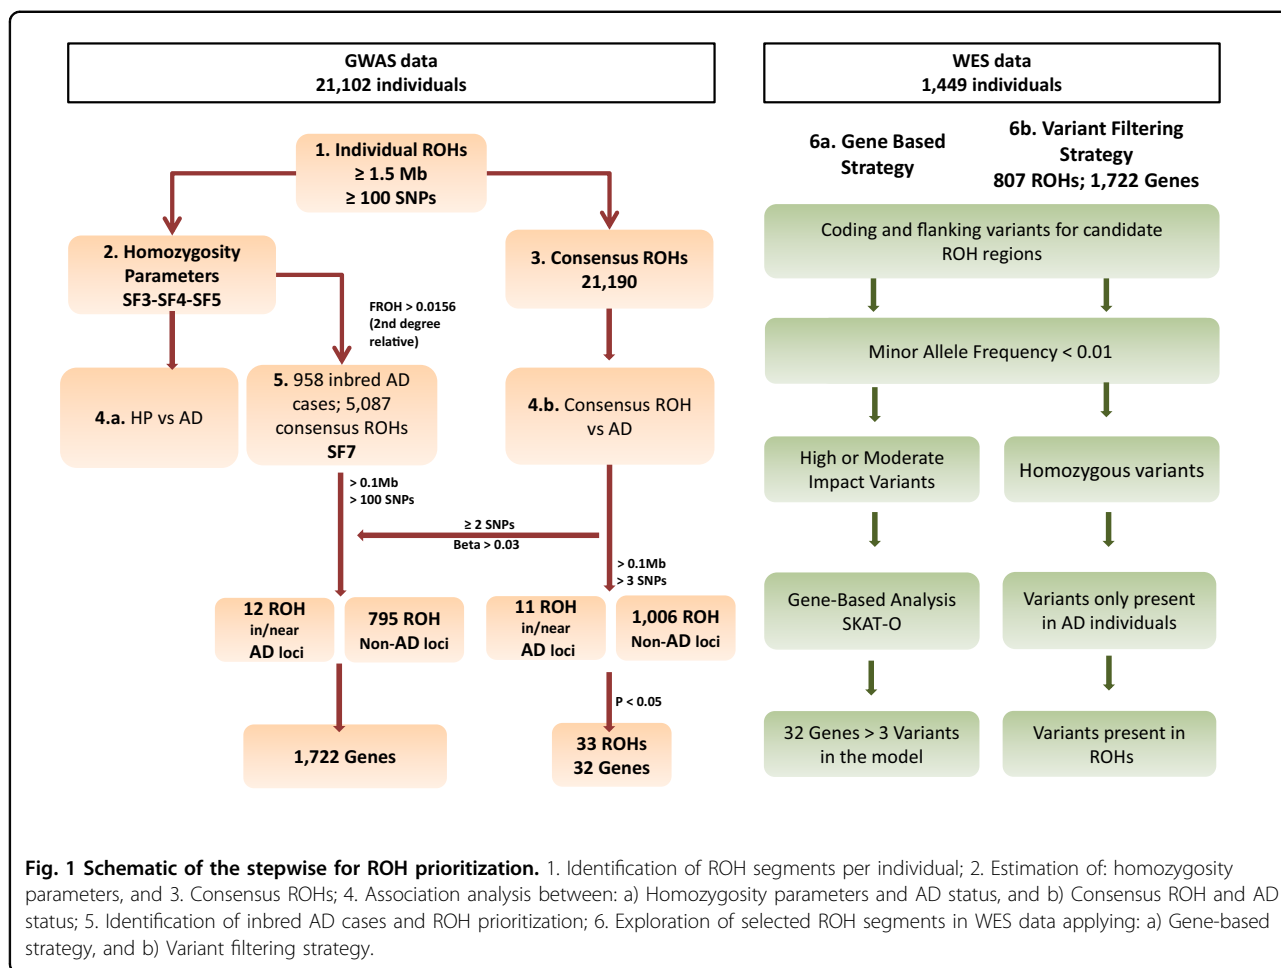 GWAS data
21,102 individuals
WES data
1,449 individuals
1. Individual ROHs
≥ 1.5 Mb
≥ 100 SNPs
2. Homozygosity
Parameters
SF3-SF4-SF5
3. Consensus ROHs
21,190
FROH > 0.0156
(2nd degree
relative)
4.a. HP vs AD
5. 958 inbred AD
cases; 5,087
consensus ROHs
SF7
4.b. Consensus ROH
vs AD
> 0.1Mb
> 100 SNPs
≥ 2 SNPs
Beta > 0.03
> 0.1Mb
> 3 SNPs
12 ROH
in/near
AD loci
795 ROH
Non-AD loci
11 ROH
in/near
AD loci
1,006 ROH
Non-AD loci
P < 0.05
1,722 Genes
33 ROHs
32 Genes
6a. Gene Based
Strategy
6b. Variant Filtering
Strategy
807 ROHs; 1,722 Genes
Coding and flanking variants for candidate
ROH regions
Minor Allele Frequency < 0.01
High or Moderate
Impact Variants
Homozygous variants
Gene-Based Analysis
SKAT-O
Variants only present
in AD individuals
32 Genes > 3 Variants
in the model
Variants present in
ROHs
Fig. 1 Schematic of the stepwise for ROH prioritization. 1. Identification of ROH segments per individual; 2. Estimation of: homozygosity
parameters, and 3. Consensus ROHs; 4. Association analysis between: a) Homozygosity parameters and AD status, and b) Consensus ROH and AD
status; 5. Identification of inbred AD cases and ROH prioritization; 6. Exploration of selected ROH segments in WES data applying: a) Gene-based
strategy, and b) Variant filtering strategy.